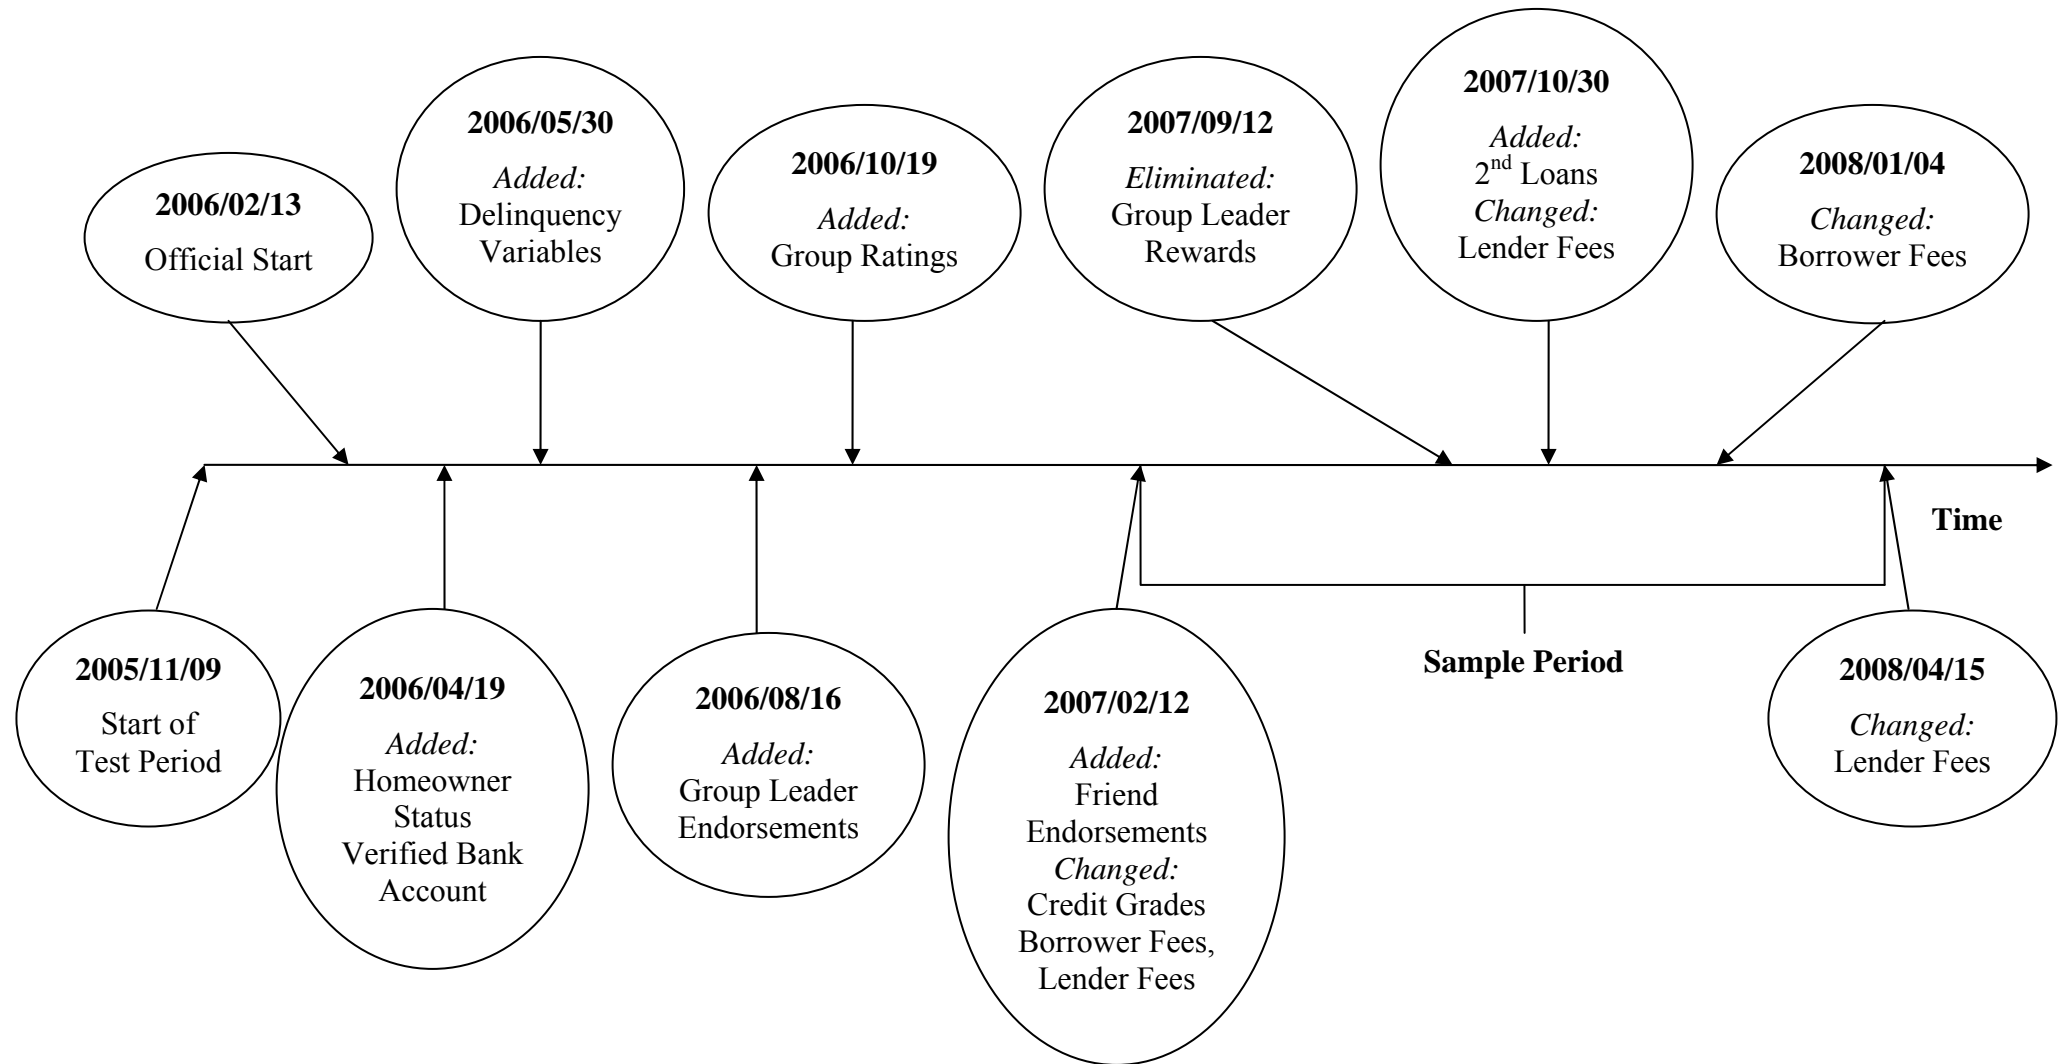 2006/02/13
Official Start
2006/05/30
Added:
Delinquency
Variables
2006/10/19
Added:
Group Ratings
2007/09/12
Eliminated:
Group Leader
Rewards
2007/10/30
Added:
2nd Loans
Changed:
Lender Fees
2008/01/04
Changed:
Borrower Fees
Time
Sample Period
2005/11/09
Start of
Test Period
2006/04/19
Added:
Homeowner
Status
Verified Bank
Account
2006/08/16
Added:
Group Leader
Endorsements
2007/02/12
Added:
Friend
Endorsements
Changed:
Credit Grades
Borrower Fees,
Lender Fees
2008/04/15
Changed:
Lender Fees